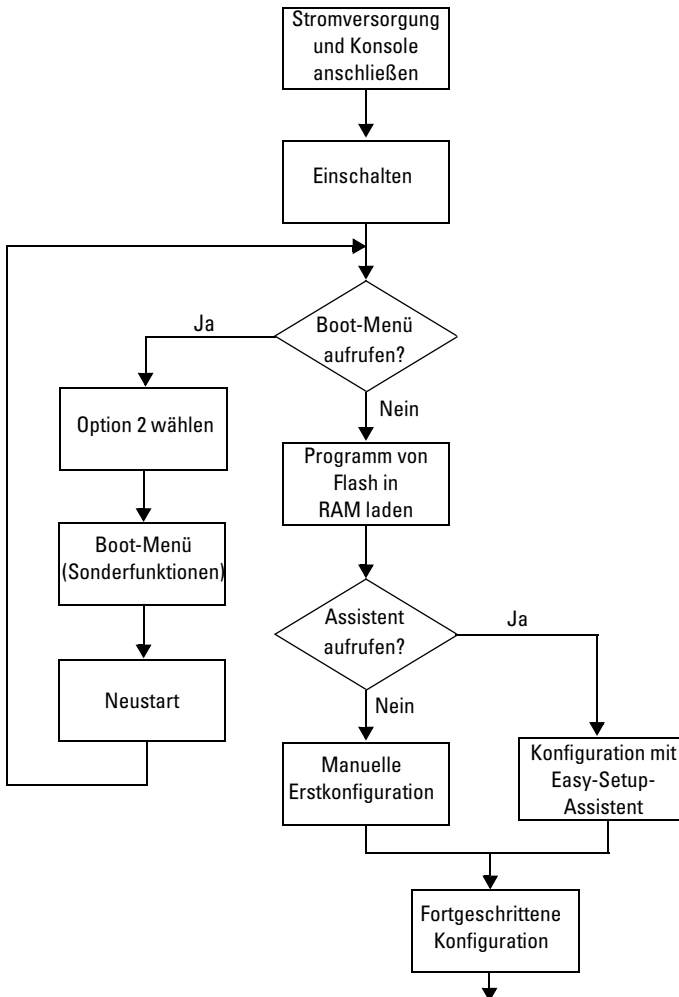 Stromversorgung
und Konsole
anschließen
Einschalten
Boot-Menü
aufrufen?
Ja
Nein
Option 2 wählen
Programm von
Flash in
RAM laden
Boot-Menü
(Sonderfunktionen)
Assistent
aufrufen?
Ja
Nein
Neustart
Manuelle
Erstkonfiguration
Konfiguration mit
Easy-Setup-
Assistent
Fortgeschrittene
Konfiguration